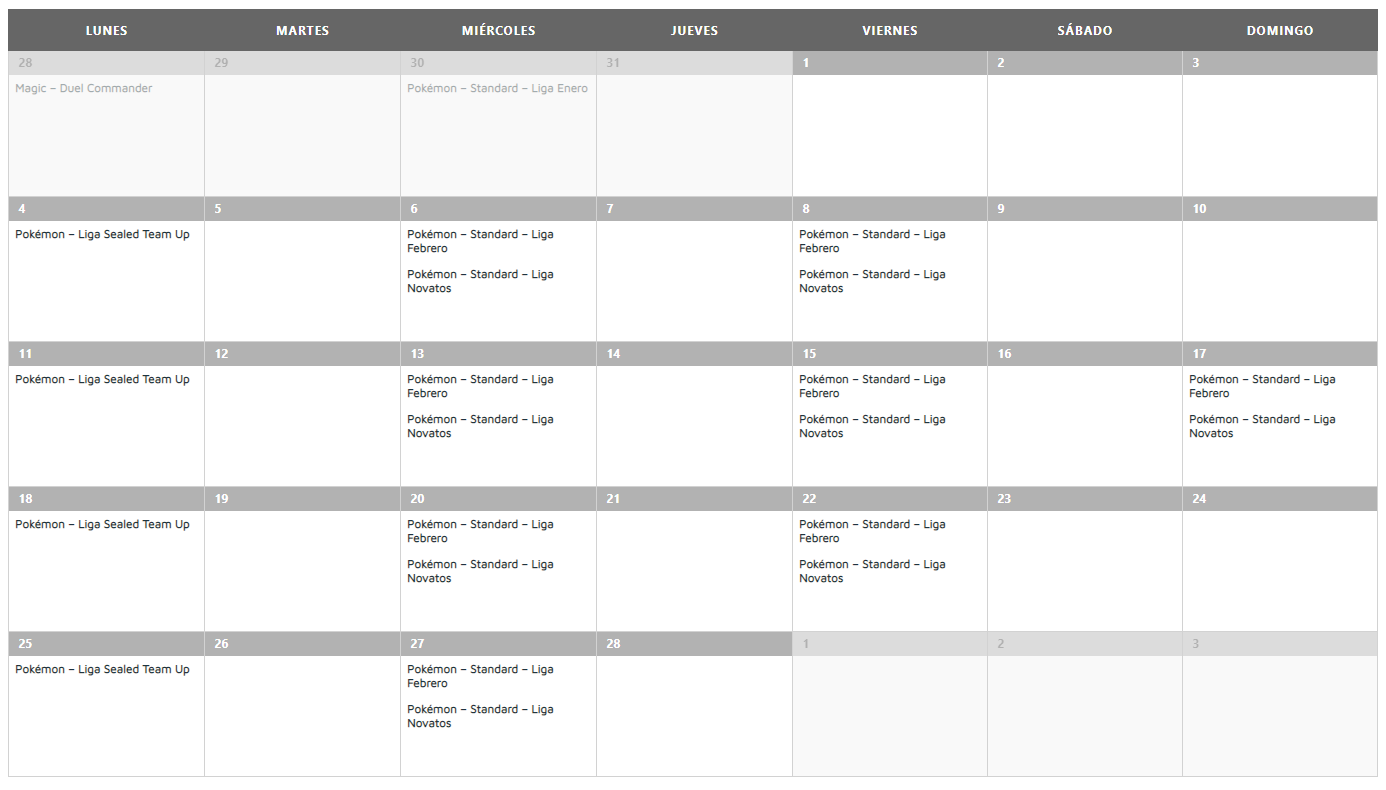 LUNES MARTES MIÉRCOLES JUEVES VIERNES SÁBADO DOMINGO
28 29 30 31 1 2 3
Magic – Duel Commander
Pokémon – Standard – Liga Enero
4 5 6 7 8 9 10
Pokémon – Liga Sealed Team Up
Pokémon – Standard – Liga
Febrero
Pokémon – Standard – Liga
Novatos
Pokémon – Standard – Liga
Febrero
Pokémon – Standard – Liga
Novatos
11 12 13 14 15 16 17
Pokémon – Liga Sealed Team Up
Pokémon – Standard – Liga
Febrero
Pokémon – Standard – Liga
Novatos
Pokémon – Standard – Liga
Febrero
Pokémon – Standard – Liga
Novatos
Pokémon – Standard – Liga
Febrero
Pokémon – Standard – Liga
Novatos
18 19 20 21 22 23 24
Pokémon – Liga Sealed Team Up
Pokémon – Standard – Liga
Febrero
Pokémon – Standard – Liga
Novatos
Pokémon – Standard – Liga
Febrero
Pokémon – Standard – Liga
Novatos
25 26 27 28 1 2 3
Pokémon – Liga Sealed Team Up
Pokémon – Standard – Liga
Febrero
Pokémon – Standard – Liga
Novatos